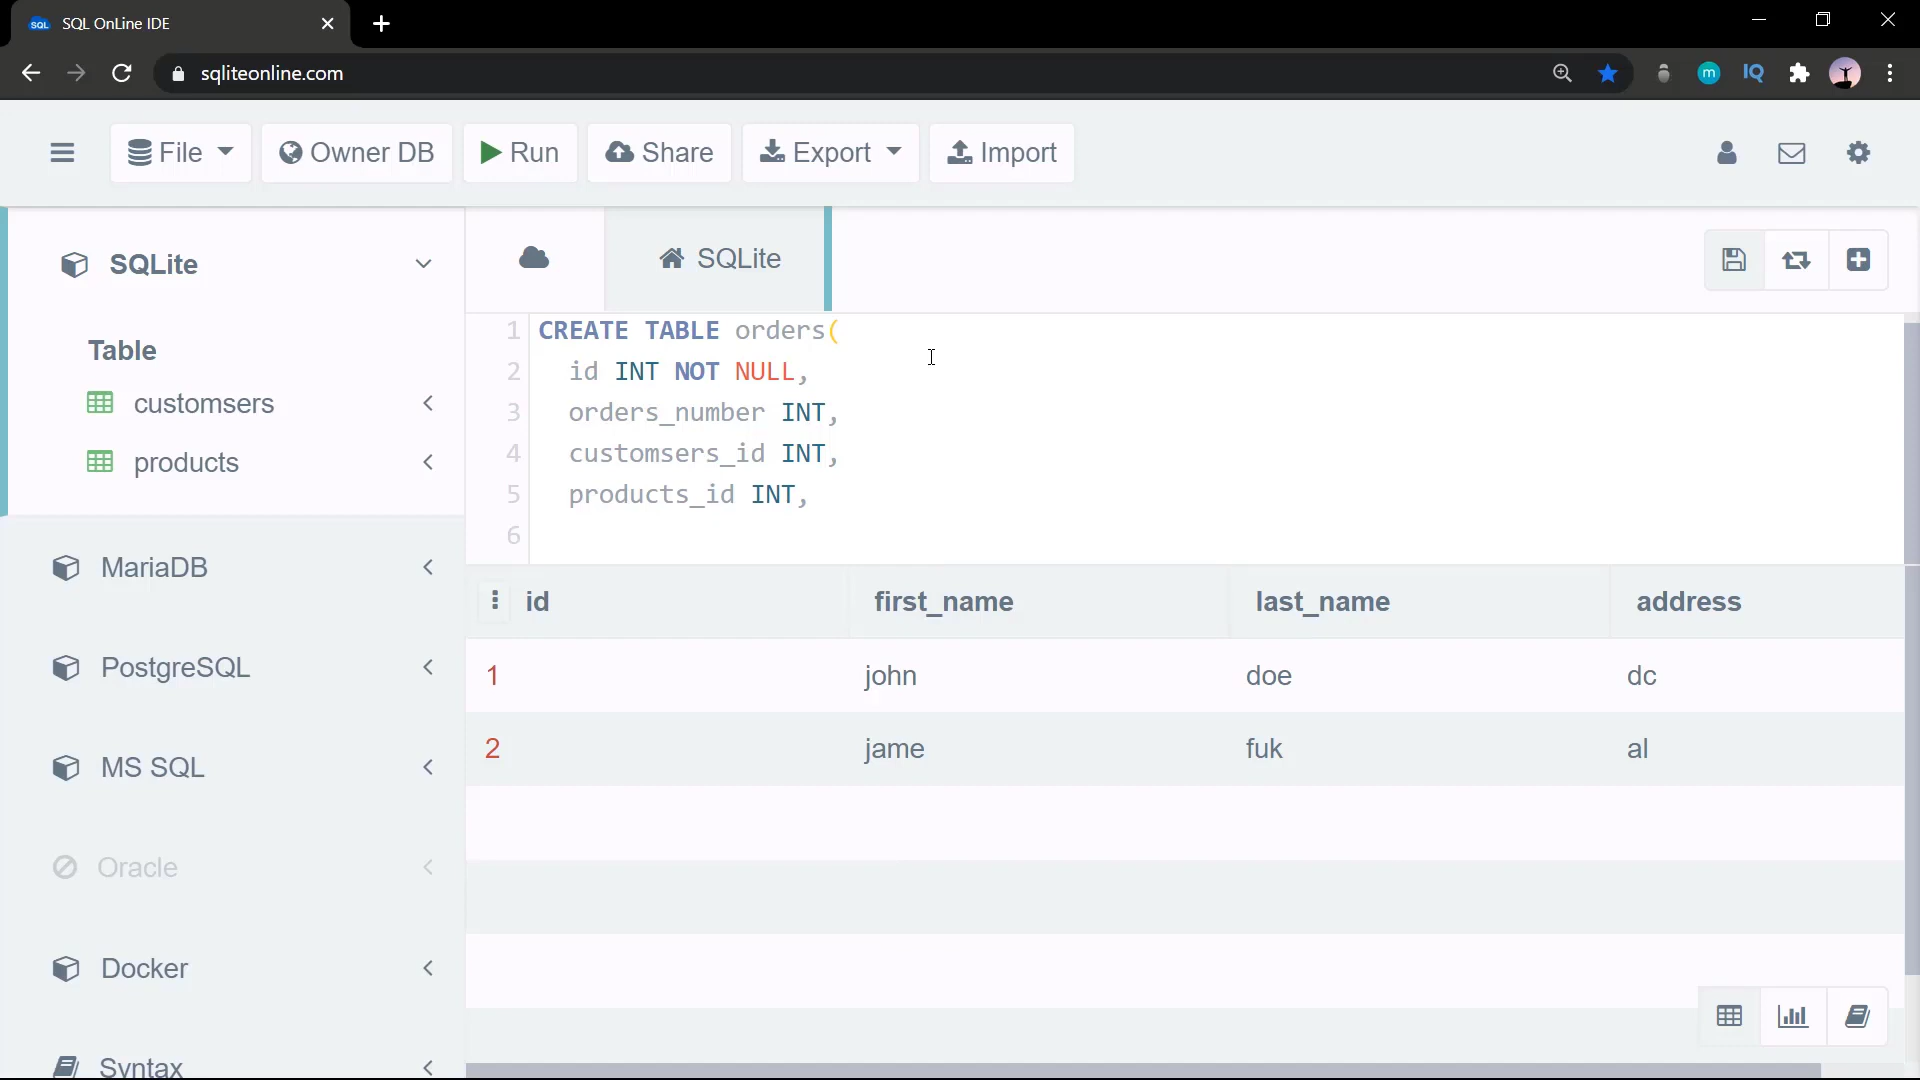 SQL
SQL OnLine IDE
sqliteonline.com
m
IQ
File
Owner DB
Run
Share
Export
Import
SQLite
Table
customsers
products
MariaDB
PostgreSQL
MS SQL
Oracle
Docker
Syntax
SQLite
1 CREATE TABLE orders(
2 id INT NOT NULL,
3 orders_number INT,
4 customsers_id INT,
5 products_id INT,
6
id first_name last_name address
1 john doe dc
2 jame fuk al